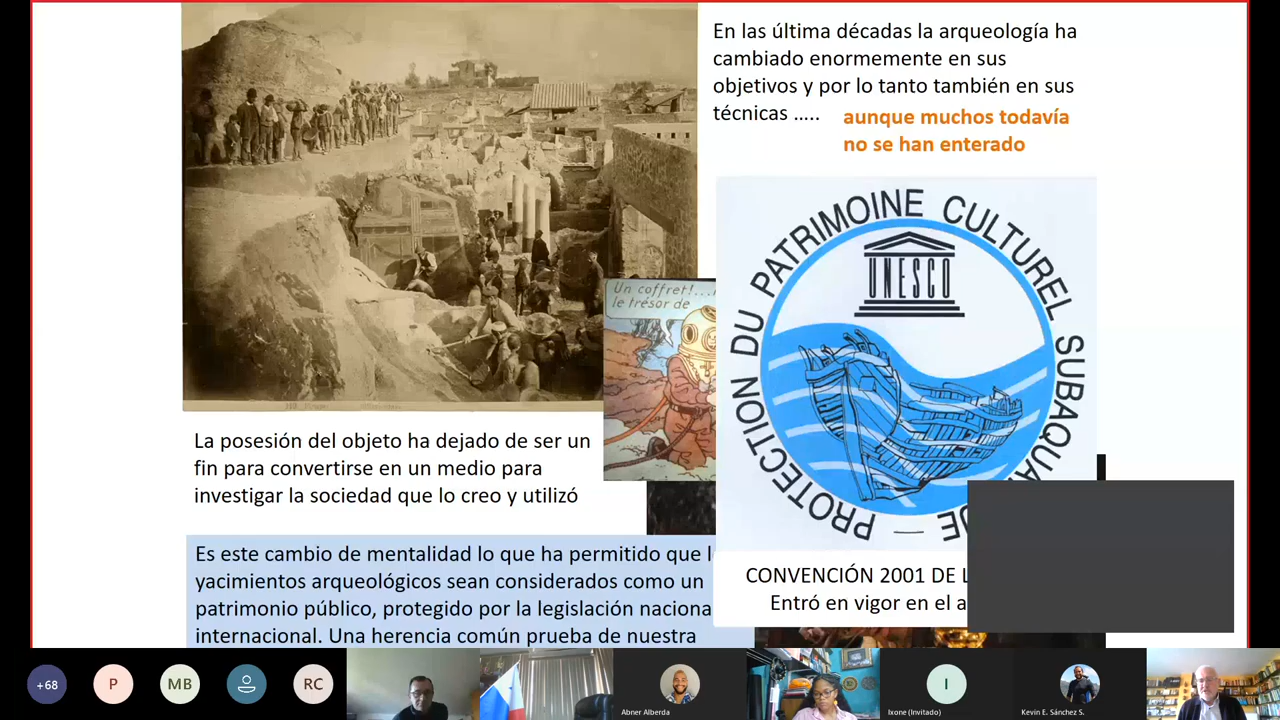 En las última décadas la arqueología ha
cambiado enormemente en sus
objetivos y por lo tanto también en sus
técnicas ..... aunque muchos todavía
no se han enterado
PROTECTION DU PATRIMOINE CULTUREL
UNESCO
Un coffret!...
le trésor de
La posesión del objeto ha dejado de ser un
fin para convertirse en un medio para
investigar la sociedad que lo creo y utilizó
Es este cambio de mentalidad lo que ha permitido que
yacimientos arqueológicos sean considerados como un
patrimonio público, protegido por la legislación
internacional. Una herencia común prueba de nuestra
CONVENCIÓN 2001 DE
Entró en vigor en el
+68
P
MB
RC
Abner Alberda
I
Ixone (Invitado)
Kevin E. Sánchez S.